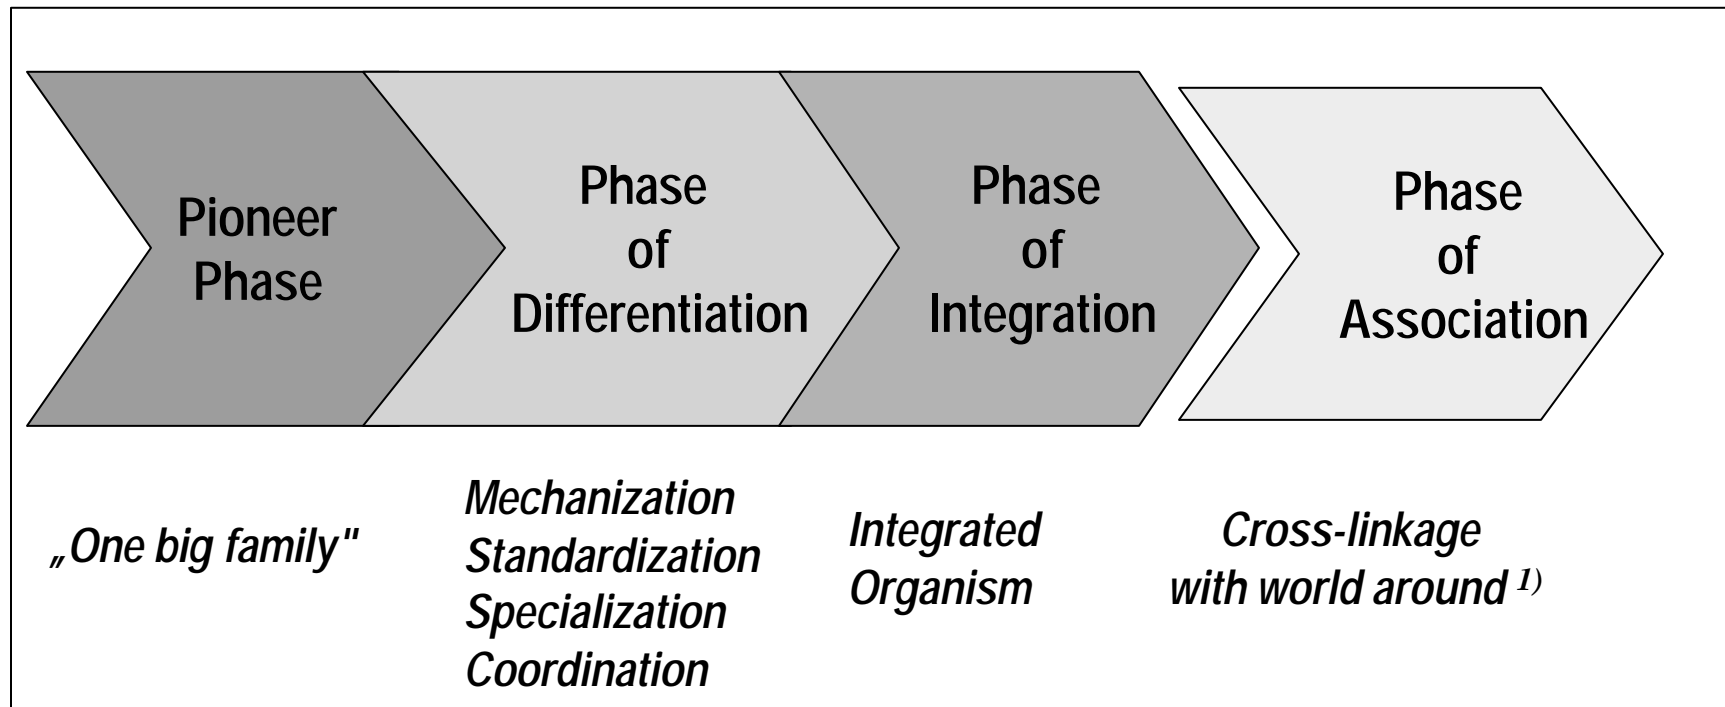 Pioneer
Phase
Phase
of
Differentiation
Phase
of
Integration
Phase
of
Association
„One big family"
Mechanization
Standardization
Specialization
Coordination
Integrated
Organism
Cross-linkage
with world around 1)